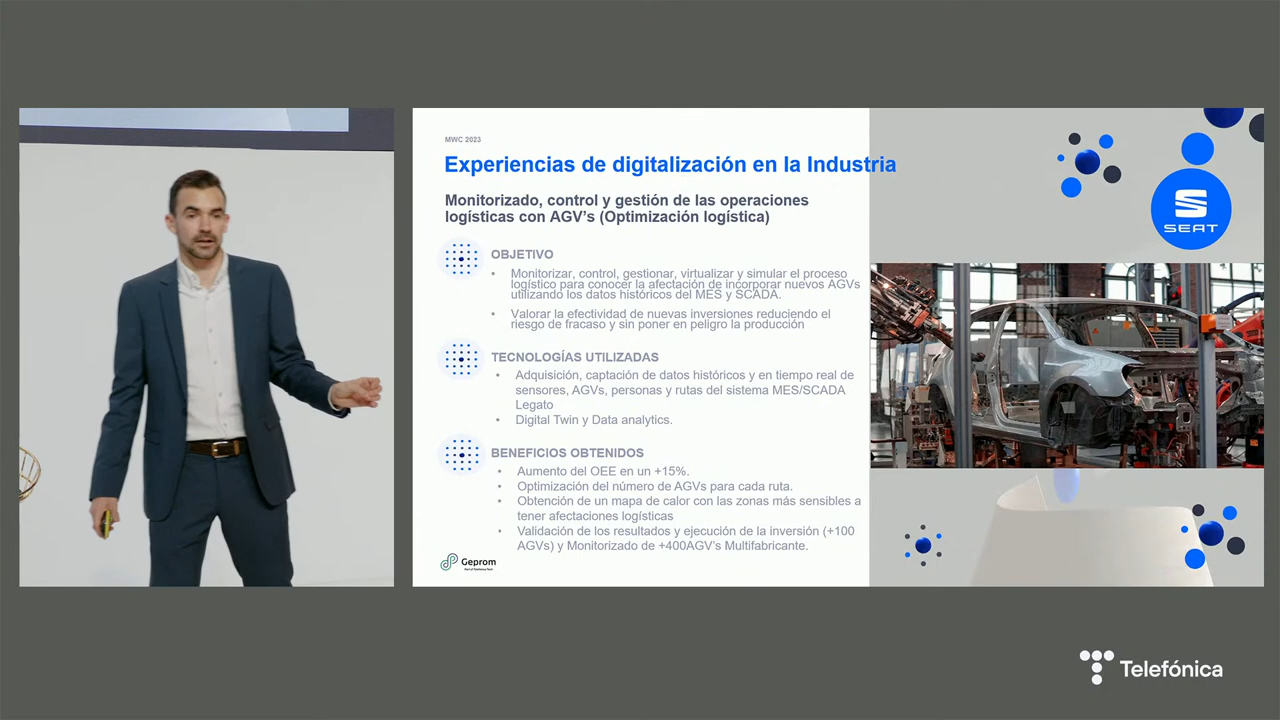 MWC 2023
Experiencias de digitalización en la Industria
Monitorizado, control y gestión de las operaciones
logísticas con AGV's (Optimización logística)
OBJETIVO
• Monitorizar, control, gestionar, virtualizar y simular el proceso
logístico para conocer la afectación de incorporar nuevos AGVs
utilizando los datos históricos del MES y SCADA.
• Valorar la efectividad de nuevas inversiones reduciendo el
riesgo de fracaso y sin poner en peligro la producción
TECNOLOGÍAS UTILIZADAS
• Adquisición, captación de datos históricos y en tiempo real de
sensores, AGVs, personas y rutas del sistema MES/SCADA
Legato
• Digital Twin y Data analytics.
BENEFICIOS OBTENIDOS
• Aumento del OEE en un +15%.
• Optimización del número de AGVs para cada ruta.
• Obtención de un mapa de calor con las zonas más sensibles a
tener afectaciones logísticas
• Validación de los resultados y ejecución de la inversión (+100
AGVs) y Monitorizado de +400AGV's Multifabricante.
Geprom
Part of Telefónica Tech
SEAT
Telefónica